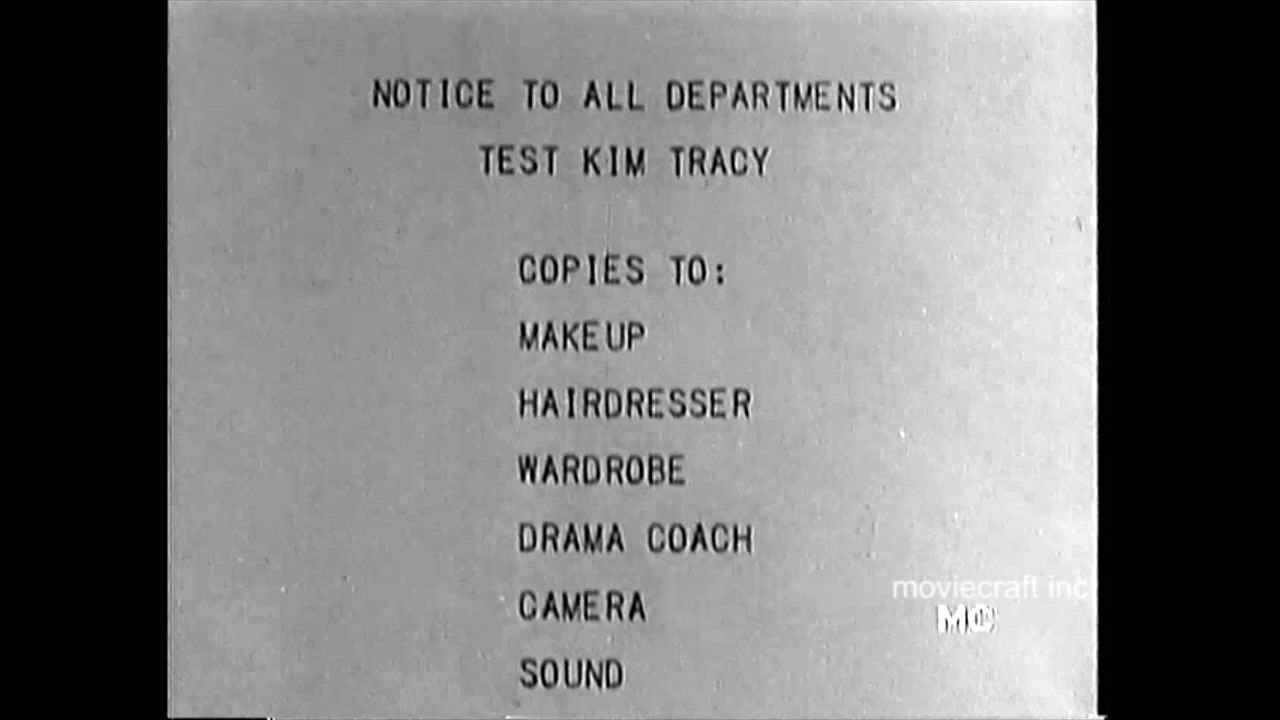 NOTICE TO ALL DEPARTMENTS
TEST KIM TRACY
COPIES TO:
MAKEUP
HAIRDRESSER
WARDROBE
DRAMA COACH
CAMERA
SOUND
moviecraft inc
MC